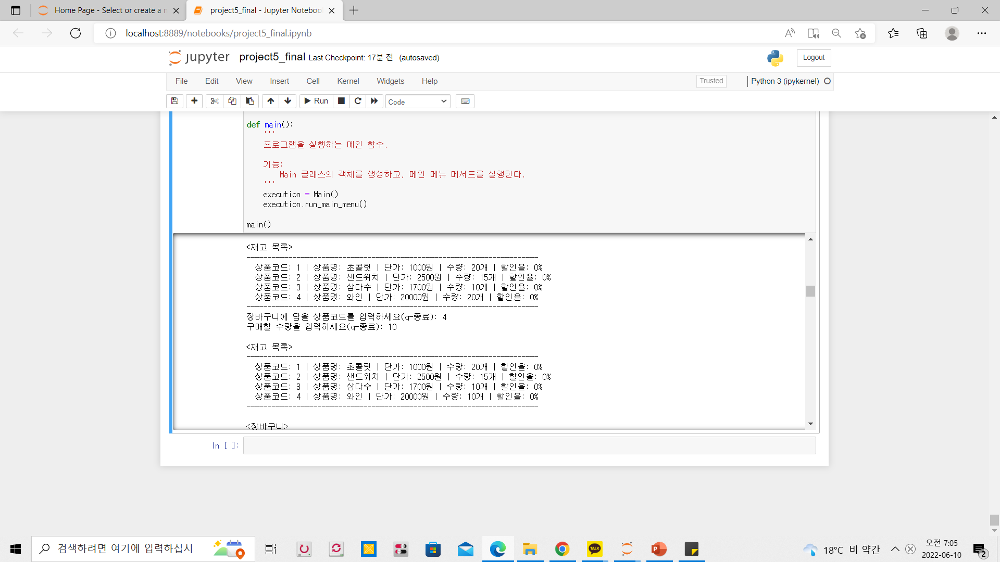 Home Page - Select or create a n
project5_final - Jupyter Noteboo
localhost:8889/notebooks/project5_final.ipynb
jupyter project5_final Last Checkpoint: 17분 전 (autosaved)
Logout
File Edit View Insert Cell Kernel Widgets Help
Trusted
Python 3 (ipykernel)
Run
Code
def main():
'''
프로그램을 실행하는 메인 함수.
기능:
Main 클래스의 객체를 생성하고, 메인 메뉴 메서드를 실행한다.
'''
execution = Main()
execution.run_main_menu()
main()
<재고 목록>
----------------------------------------------------------------------
상품코드: 1 | 상품명: 초콜릿 | 단가: 1000원 | 수량: 20개 | 할인율: 0%
상품코드: 2 | 상품명: 샌드위치 | 단가: 2500원 | 수량: 15개 | 할인율: 0%
상품코드: 3 | 상품명: 삼다수 | 단가: 1700원 | 수량: 10개 | 할인율: 0%
상품코드: 4 | 상품명: 와인 | 단가: 20000원 | 수량: 20개 | 할인율: 0%
----------------------------------------------------------------------
장바구니에 담을 상품코드를 입력하세요(q-종료): 4
구매할 수량을 입력하세요(q-종료): 10
<재고 목록>
----------------------------------------------------------------------
상품코드: 1 | 상품명: 초콜릿 | 단가: 1000원 | 수량: 20개 | 할인율: 0%
상품코드: 2 | 상품명: 샌드위치 | 단가: 2500원 | 수량: 15개 | 할인율: 0%
상품코드: 3 | 상품명: 삼다수 | 단가: 1700원 | 수량: 10개 | 할인율: 0%
상품코드: 4 | 상품명: 와인 | 단가: 20000원 | 수량: 10개 | 할인율: 0%
----------------------------------------------------------------------
<장바구니>
In [ ]:
검색하려면 여기에 입력하십시
TALK
P
18°C 비 약간
오전 7:05
2022-06-10
2